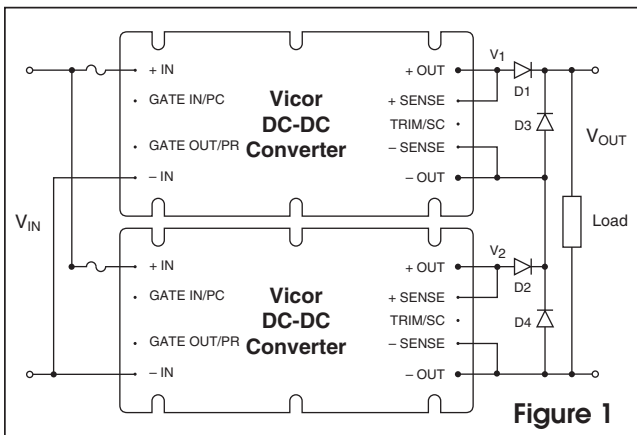 + IN
GATE IN/PC
GATE OUT/PR
– IN
Vicor
DC-DC
Converter
+ OUT
+ SENSE
TRIM/SC
– SENSE
– OUT
V1
D1
D3
VOUT
VIN
Load
+ IN
GATE IN/PC
GATE OUT/PR
– IN
Vicor
DC-DC
Converter
+ OUT
+ SENSE
TRIM/SC
– SENSE
– OUT
V2
D2
D4
Figure 1